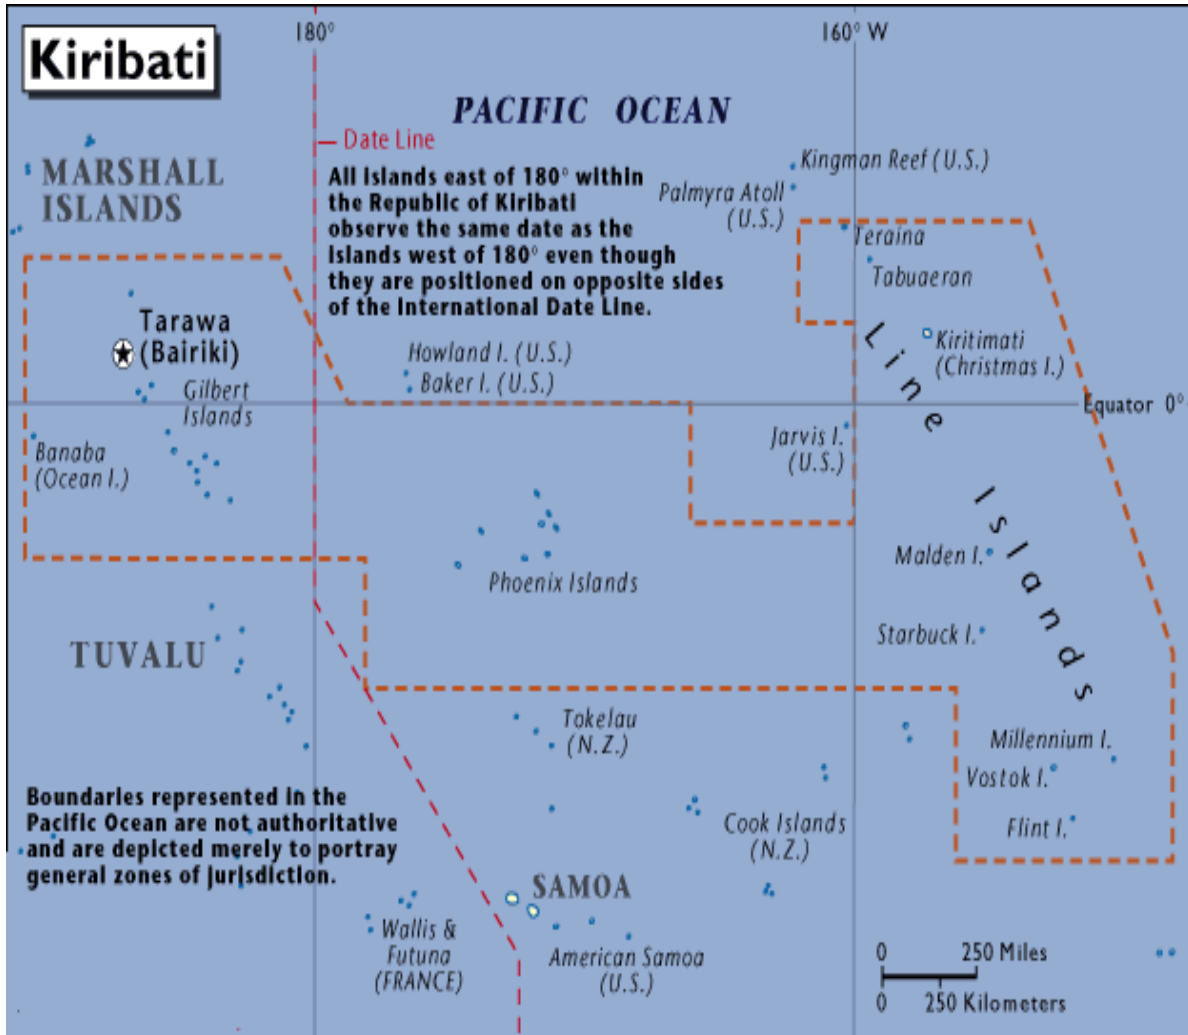 Kiribati
180°
160° W
PACIFIC OCEAN
Date Line
MARSHALL
ISLANDS
All islands east of 180° within
the Republic of Kiribati
observe the same date as the
islands west of 180° even though
they are positioned on opposite sides
of the International Date Line.
Kingman Reef (U.S.)
Palmyra Atoll
(U.S.)
Teraina
Tabuaeran
Tarawa
(Bairiki)
Howland I. (U.S.)
Baker I. (U.S.)
Kiritimati
(Christmas I.)
Line Islands
Gilbert
Islands
Equator 0°
Banaba
(Ocean I.)
Jarvis I.
(U.S.)
Phoenix Islands
Malden I.
Starbuck I.
TUVALU
Tokelau
(N.Z.)
Millennium I.
Vostok I.
Flint I.
Boundaries represented in the
Pacific Ocean are not authoritative
and are depicted merely to portray
general zones of jurisdiction.
Cook Islands
(N.Z.)
SAMOA
Wallis &
Futuna
(FRANCE)
American Samoa
(U.S.)
0 250 Miles
0 250 Kilometers